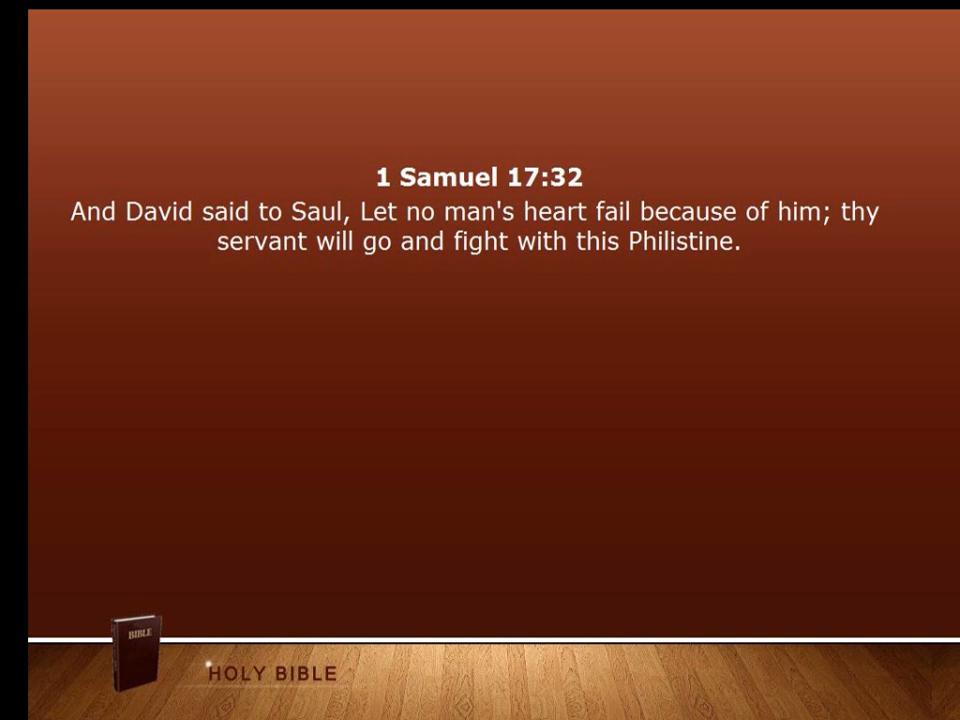 1 Samuel 17:32
And David said to Saul, Let no man's heart fail because of him; thy
servant will go and fight with this Philistine.
BIBLE
HOLY BIBLE